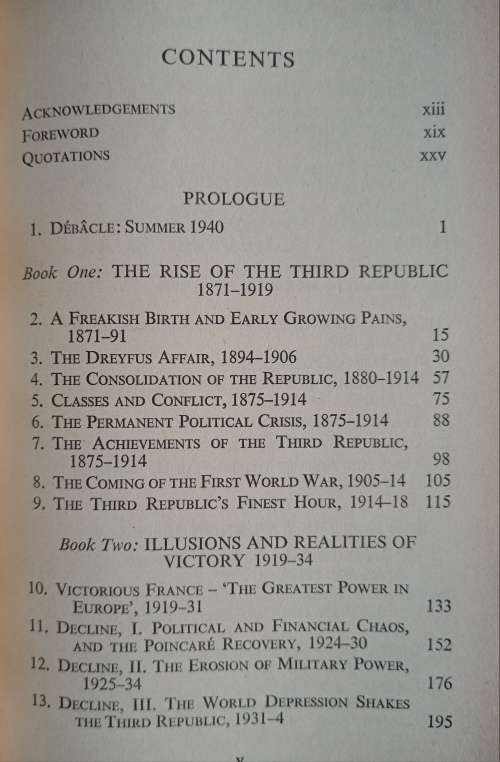 CONTENTS
ACKNOWLEDGEMENTS xiii
FOREWORD xix
QUOTATIONS xxv
PROLOGUE
1. DÉBÂCLE: SUMMER 1940 1
Book One: THE RISE OF THE THIRD REPUBLIC
1871–1919
2. A FREAKISH BIRTH AND EARLY GROWING PAINS,
1871–91 15
3. THE DREYFUS AFFAIR, 1894–1906 30
4. THE CONSOLIDATION OF THE REPUBLIC, 1880–1914 57
5. CLASSES AND CONFLICT, 1875–1914 75
6. THE PERMANENT POLITICAL CRISIS, 1875–1914 88
7. THE ACHIEVEMENTS OF THE THIRD REPUBLIC,
1875–1914 98
8. THE COMING OF THE FIRST WORLD WAR, 1905–14 105
9. THE THIRD REPUBLIC'S FINEST HOUR, 1914–18 115
Book Two: ILLUSIONS AND REALITIES OF
VICTORY 1919–34
10. VICTORIOUS FRANCE – 'THE GREATEST POWER IN
EUROPE', 1919–31 133
11. DECLINE, I. POLITICAL AND FINANCIAL CHAOS,
AND THE POINCARÉ RECOVERY, 1924–30 152
12. DECLINE, II. THE EROSION OF MILITARY POWER,
1925–34 176
13. DECLINE, III. THE WORLD DEPRESSION SHAKES
THE THIRD REPUBLIC, 1931–4 195
v